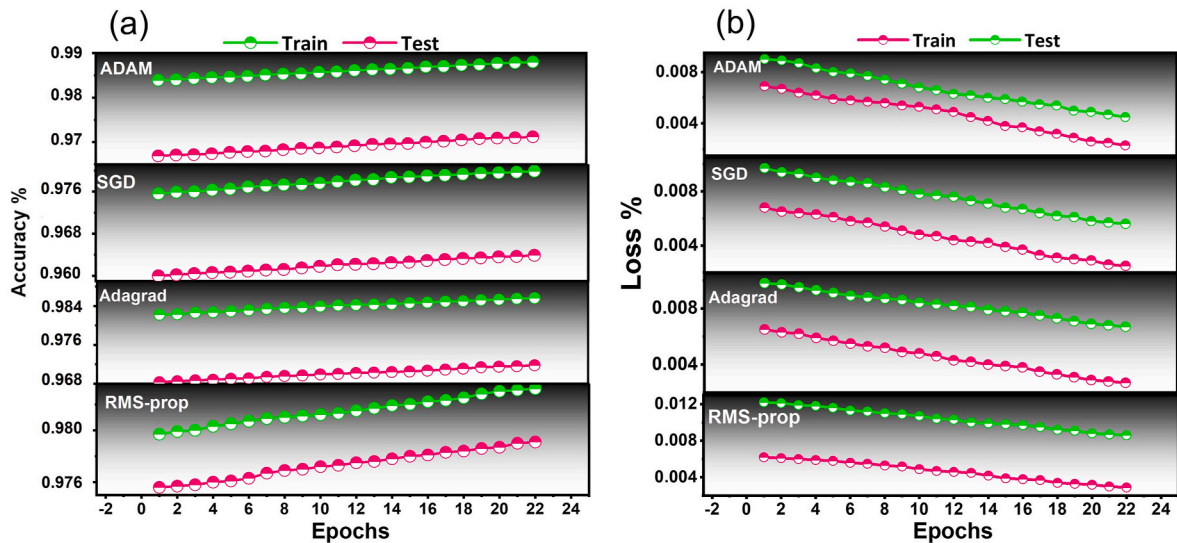 (a)
Train Test
Accuracy %
0.99
ADAM
0.98
0.97
0.976
SGD
0.968
0.960
Adagrad
0.984
0.976
0.968
RMS-prop
0.980
0.976
-2 0 2 4 6 8 10 12 14 16 18 20 22 24
Epochs
(b)
Train Test
Loss %
0.008
ADAM
0.004
SGD
0.008
0.004
Adagrad
0.008
0.004
0.012
RMS-prop
0.008
0.004
-2 0 2 4 6 8 10 12 14 16 18 20 22 24
Epochs